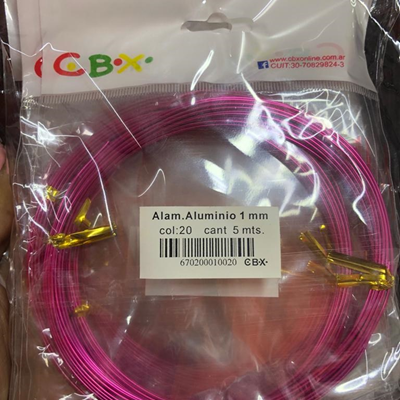 CBX
www.cbxonline.com.ar
CUIT:30-70829824-3
Alam.Aluminio 1 mm
col:20 cant 5 mts.
670200010020 CBX